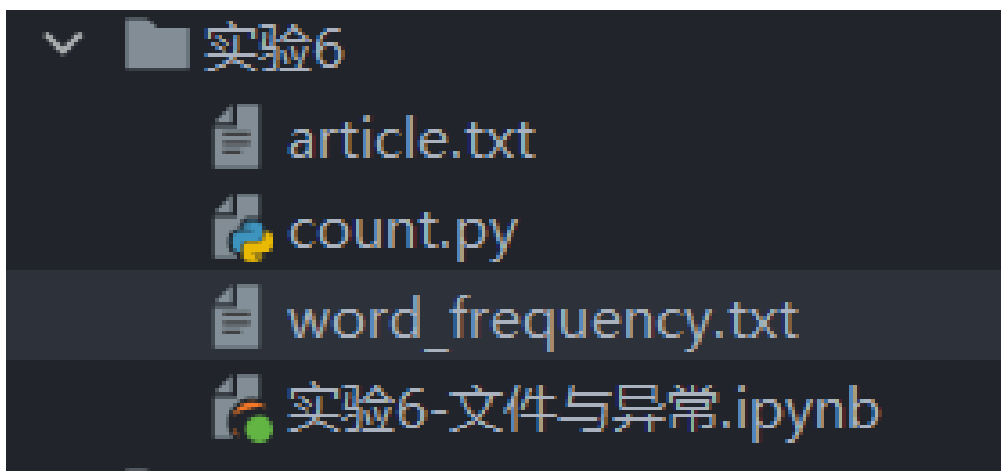 实验6
article.txt
count.py
word_frequency.txt
实验6-文件与异常.ipynb